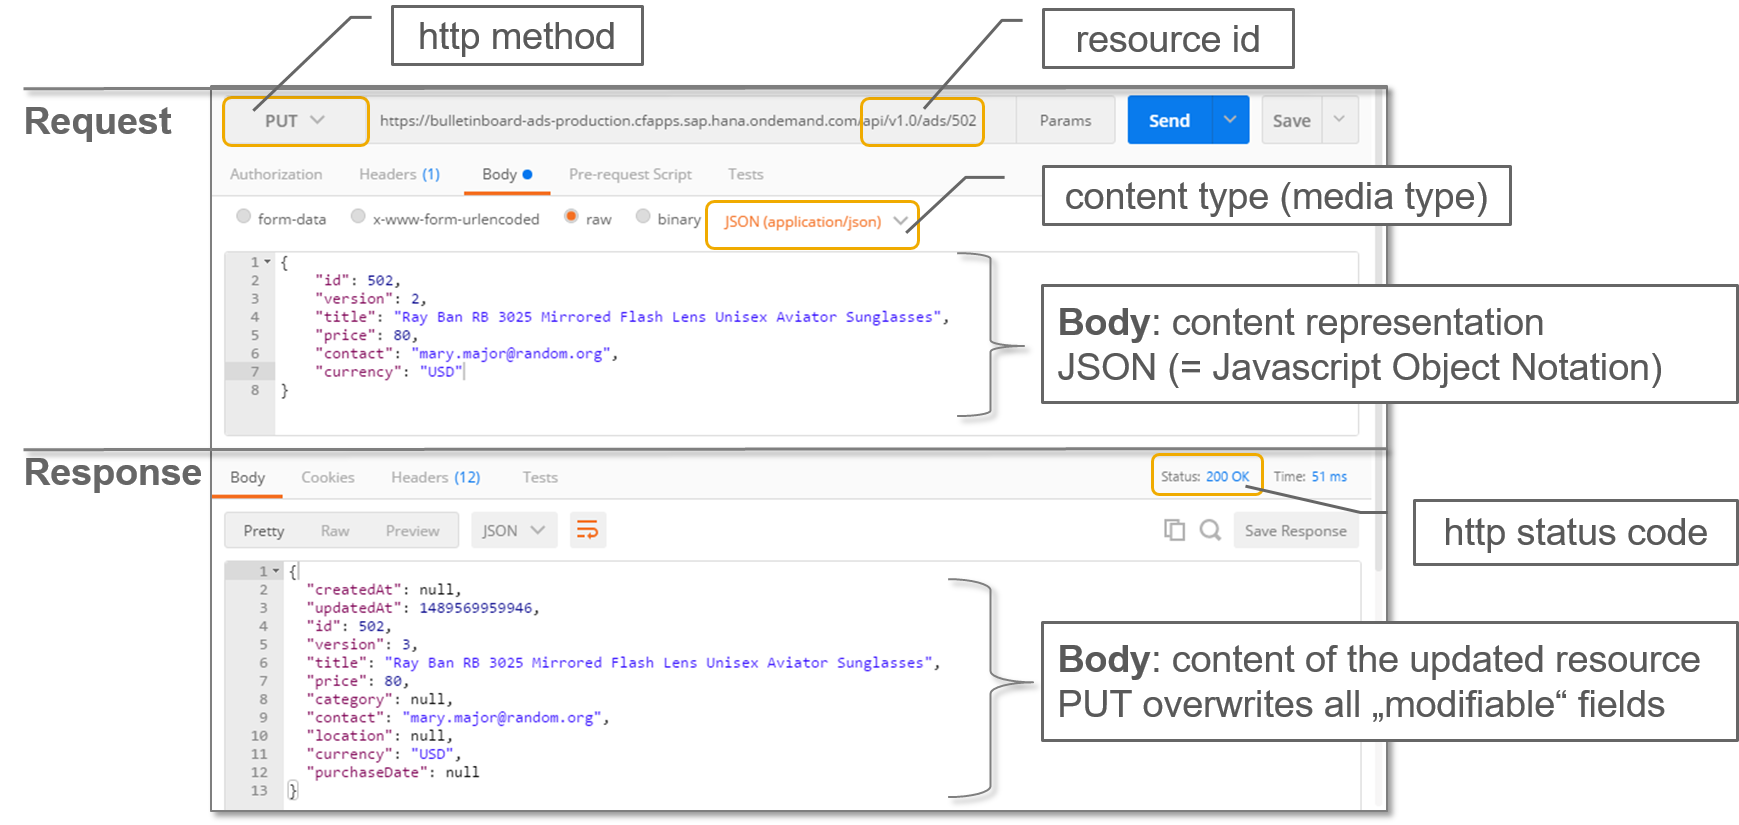 http method
resource id
Request
PUT
https://bulletinboard-ads-production.cfapps.sap.hana.ondemand.com/api/v1.0/ads/502
Params
Send
Save
Authorization Headers (1) Body Pre-request Script Tests
content type (media type)
form-data x-www-form-urlencoded raw binary JSON (application/json)
1 {
2 "id": 502,
3 "version": 2,
4 "title": "Ray Ban RB 3025 Mirrored Flash Lens Unisex Aviator Sunglasses",
5 "price": 80,
6 "contact": "mary.major@random.org",
7 "currency": "USD"
8 }
Body: content representation
JSON (= Javascript Object Notation)
Response
Body Cookies Headers (12) Tests
Status: 200 OK Time: 51 ms
http status code
Pretty Raw Preview JSON
Save Response
1 {
2 "createdAt": null,
3 "updatedAt": 1489569959946,
4 "id": 502,
5 "version": 3,
6 "title": "Ray Ban RB 3025 Mirrored Flash Lens Unisex Aviator Sunglasses",
7 "price": 80,
8 "category": null,
9 "contact": "mary.major@random.org",
10 "location": null,
11 "currency": "USD",
12 "purchaseDate": null
13 }
Body: content of the updated resource
PUT overwrites all „modifiable“ fields